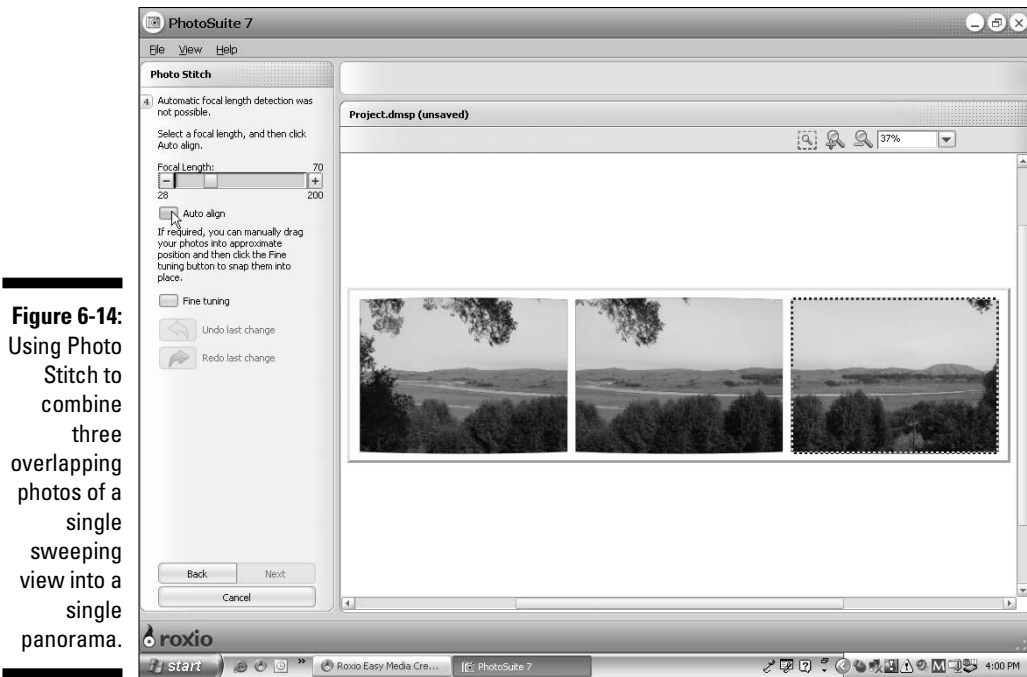 PhotoSuite 7
File View Help
Photo Stitch
4 Automatic focal length detection was
not possible.
Select a focal length, and then click
Auto align.
Focal Length: 70
28 200
Auto align
If required, you can manually drag
your photos into approximate
position and then click the Fine
tuning button to snap them into
place.
Fine tuning
Undo last change
Redo last change
Back Next
Cancel
Project.dmsp (unsaved)
37%
roxio
start
Roxio Easy Media Cre...
PhotoSuite 7
4:00 PM
Figure 6-14:
Using Photo
Stitch to
combine
three
overlapping
photos of a
single
sweeping
view into a
single
panorama.